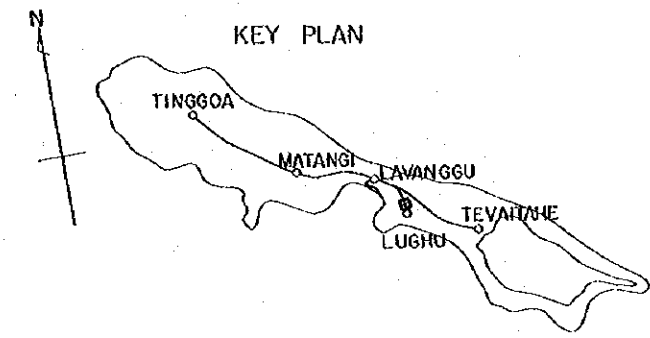 N
KEY PLAN
TINGGOA
MATANGI
LAVANGGU
TEVAITAHE
LUGHU